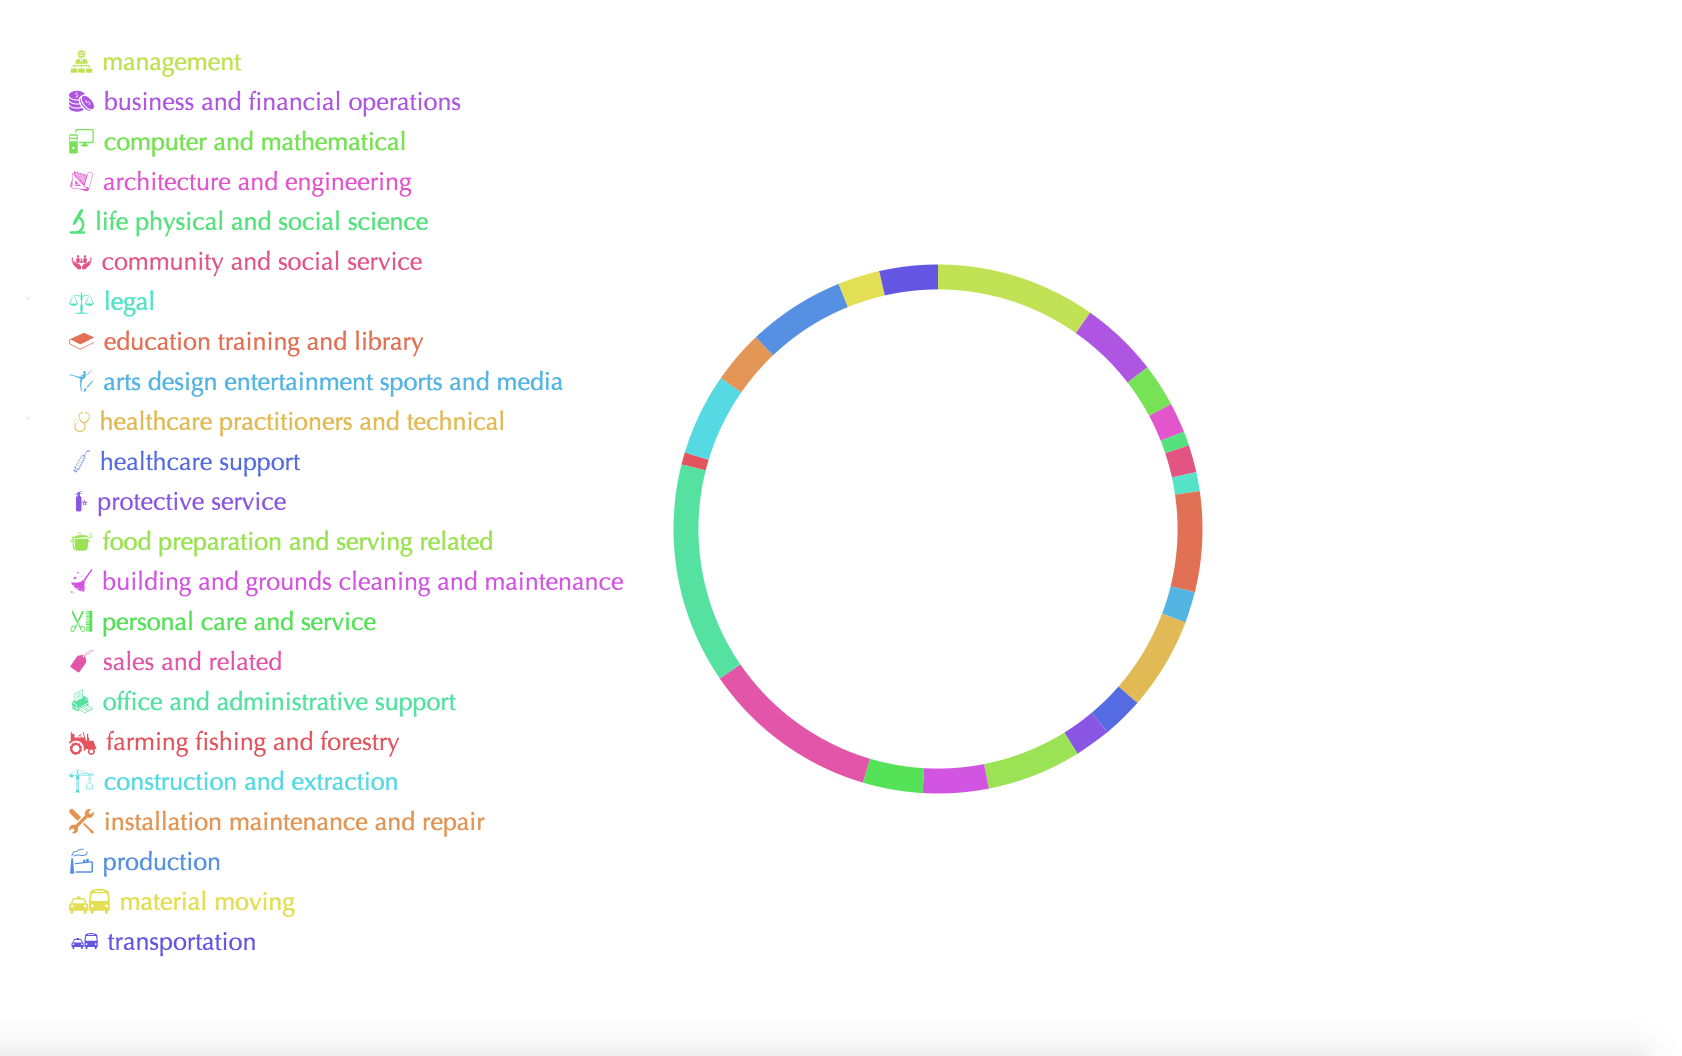 management
business and financial operations
computer and mathematical
architecture and engineering
life physical and social science
community and social service
legal
education training and library
arts design entertainment sports and media
healthcare practitioners and technical
healthcare support
protective service
food preparation and serving related
building and grounds cleaning and maintenance
personal care and service
sales and related
office and administrative support
farming fishing and forestry
construction and extraction
installation maintenance and repair
production
material moving
transportation